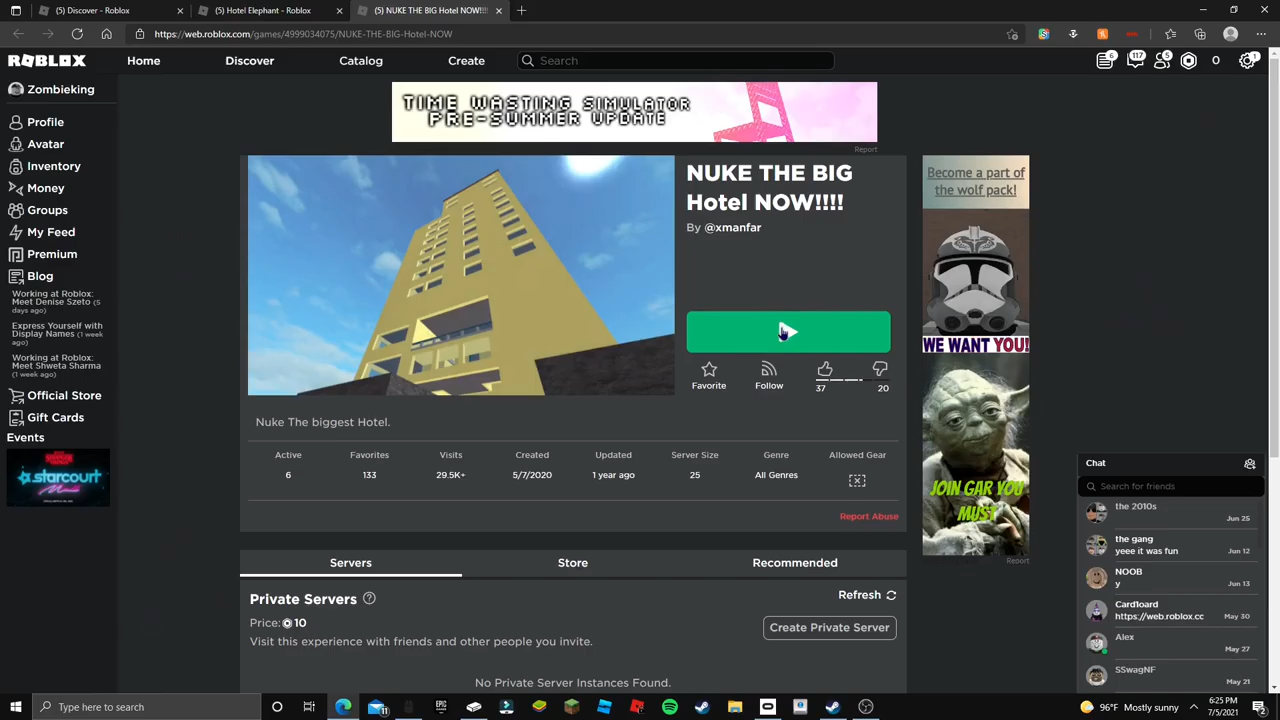 (5) Discover - Roblox
(5) Hotel Elephant - Roblox
(5) NUKE THE BIG Hotel NOW!!!!
https://web.roblox.com/games/4999034075/NUKE-THE-BIG-Hotel-NOW
ROBLOX
Home
Discover
Catalog
Create
Search
6
117
5
0
1
Zombieking
Profile
Avatar
Inventory
Money
Groups
My Feed
Premium
Blog
Working at Roblox:
Meet Denise Szeto (5
days ago)
Express Yourself with
Display Names (1 week
ago)
Working at Roblox:
Meet Shweta Sharma
(1 week ago)
Official Store
Gift Cards
Events
starcourt
TIME WASTING SIMULATOR
PRE-SUMMER UPDATE
Report
NUKE THE BIG
Hotel NOW!!!!
By @xmanfar
Favorite
Follow
37
20
Nuke The biggest Hotel.
Active
Favorites
Visits
Created
Updated
Server Size
Genre
Allowed Gear
6
133
29.5K+
5/7/2020
1 year ago
25
All Genres
Report Abuse
Servers
Store
Recommended
Private Servers
Refresh
Price: 10
Visit this experience with friends and other people you invite.
Create Private Server
No Private Server Instances Found.
Become a part of
the wolf pack!
WE WANT YOU!
JOIN GAR YOU
MUST
Report
Chat
Search for friends
the 2010s
Jun 25
the gang
yeee it was fun
Jun 12
NOOB
y
Jun 13
Card1oard
https://web.roblox.cc
May 30
Alex
May 27
SSwagNF
May 21
Type here to search
EPIC
GAMES
96°F Mostly sunny
6:25 PM
7/5/2021
2